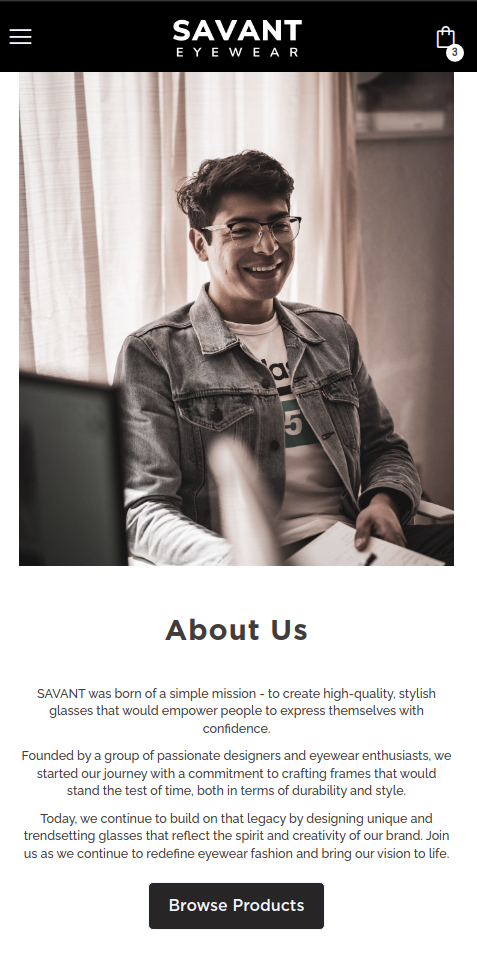 SAVANT
EYEWEAR
3
5
About Us
SAVANT was born of a simple mission - to create high-quality, stylish
glasses that would empower people to express themselves with
confidence.
Founded by a group of passionate designers and eyewear enthusiasts, we
started our journey with a commitment to crafting frames that would
stand the test of time, both in terms of durability and style.
Today, we continue to build on that legacy by designing unique and
trendsetting glasses that reflect the spirit and creativity of our brand. Join
us as we continue to redefine eyewear fashion and bring our vision to life.
Browse Products